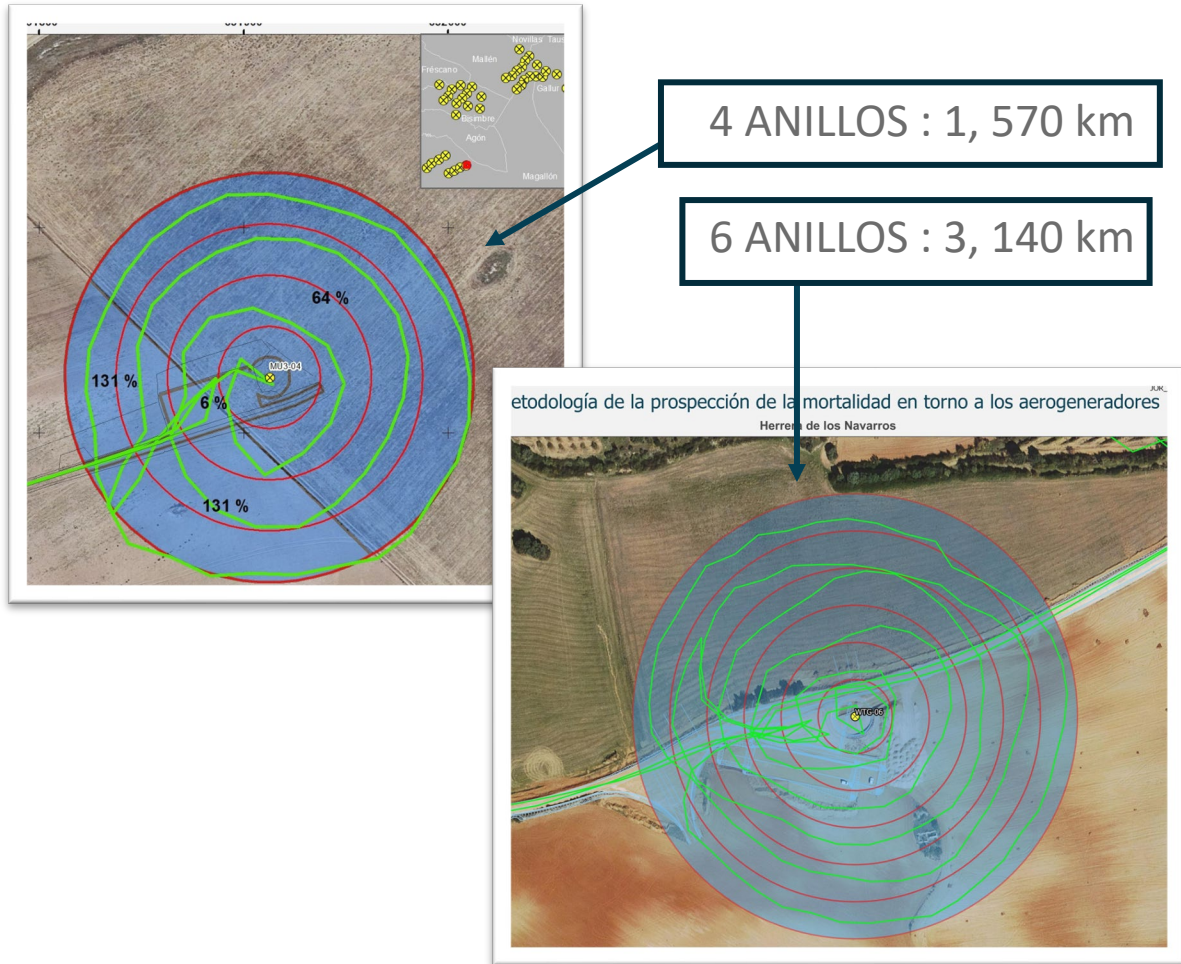 Novillas Taus
Mallén
Fréscano
Gallur
Bisimbre
Agón
Magallón
4 ANILLOS : 1, 570 km
6 ANILLOS : 3, 140 km
64 %
MU3-04
131 %
6 %
131 %
etodología de la prospección de la mortalidad en torno a los aerogeneradores
Herrera de los Navarros
WTG-06